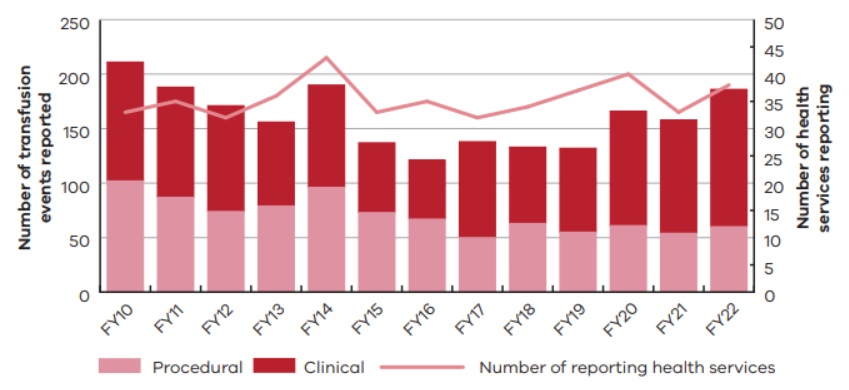 Number of transfusion
events reported
250
200
150
100
50
0
50
45
40
35
30
25
20
15
10
5
0
Number of health
services reporting
FY10 FY11 FY12 FY13 FY14 FY15 FY16 FY17 FY18 FY19 FY20 FY21 FY22
Procedural Clinical Number of reporting health services